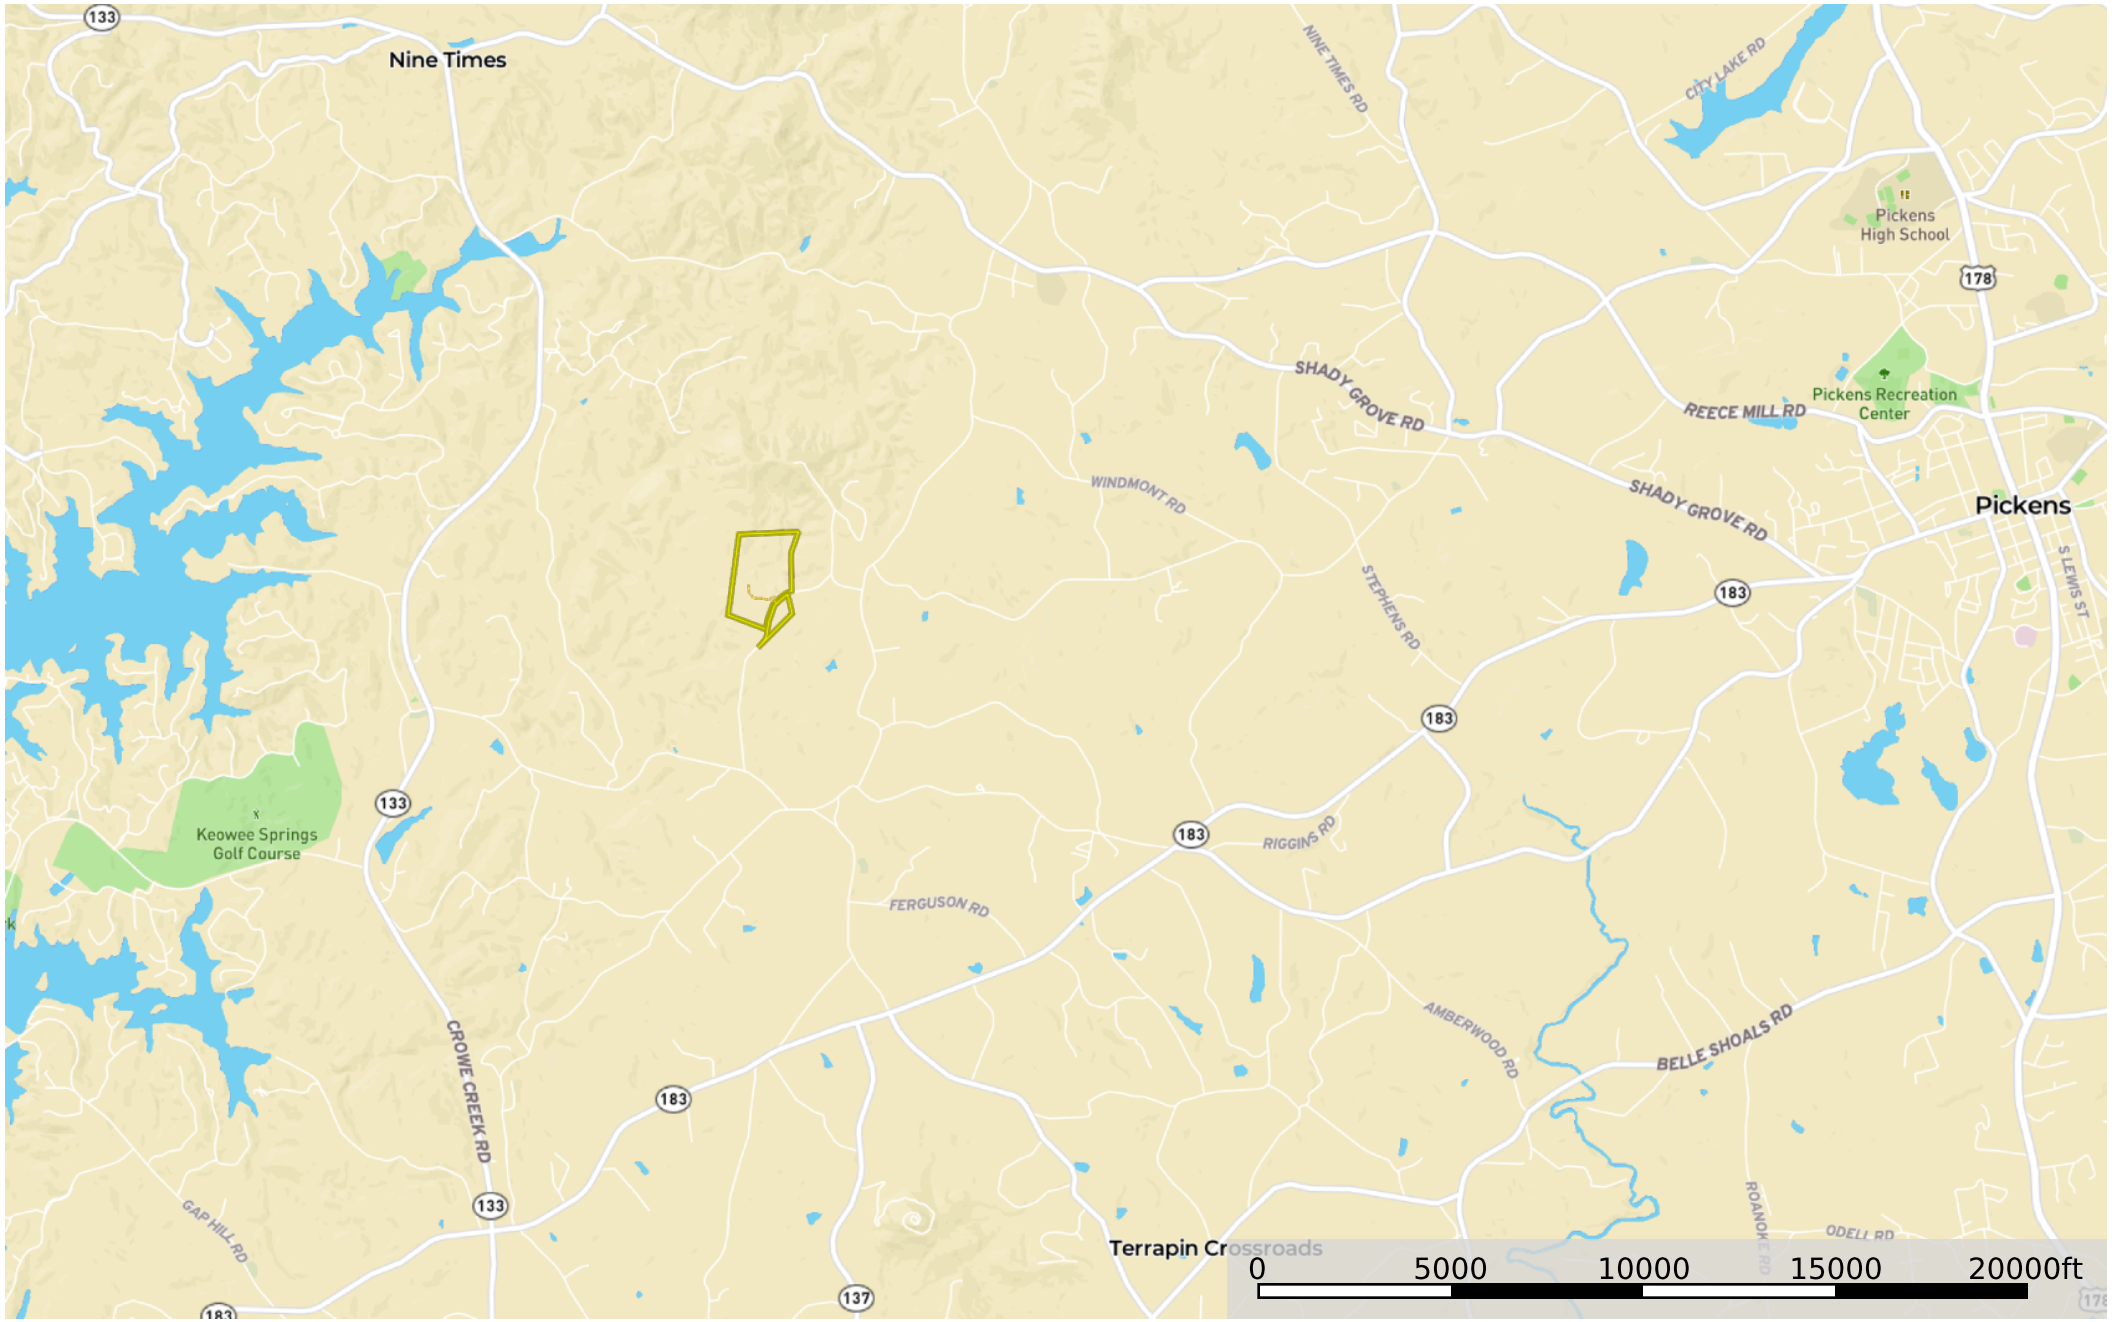 133
Nine Times
NINE TIMES RD
CITY LAKE RD
Pickens
High School
178
SHADY GROVE RD
REECE MILL RD
Pickens Recreation
Center
WINDMONT RD
SHADY GROVE RD
Pickens
STEPHENS RD
183
S LEWIS ST
183
133
Keowee Springs
Golf Course
183
RIGGINS RD
FERGUSON RD
k
CROWE CREEK RD
AMBERWOOD RD
BELLE SHOALS RD
183
GAP HILL RD
133
ROANOKE RD
ODELL RD
Terrapin Crossroads
0 5000 10000 15000 20000ft
137
183
178